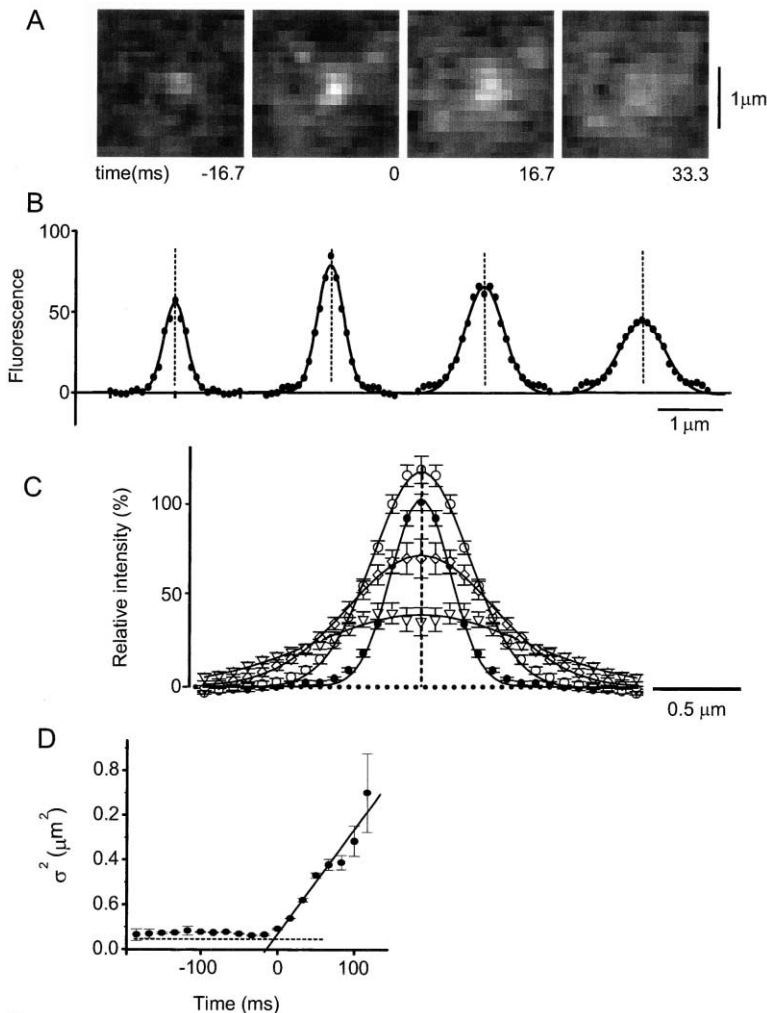 A
1μm
time(ms) -16.7 0 16.7 33.3
B
100
50
0
Fluorescence
1 μm
C
100
50
0
Relative intensity (%)
0.5 μm
D
0.8
0.2
0.4
0.6
0.0
σ² (μm²)
-100 0 100
Time (ms)